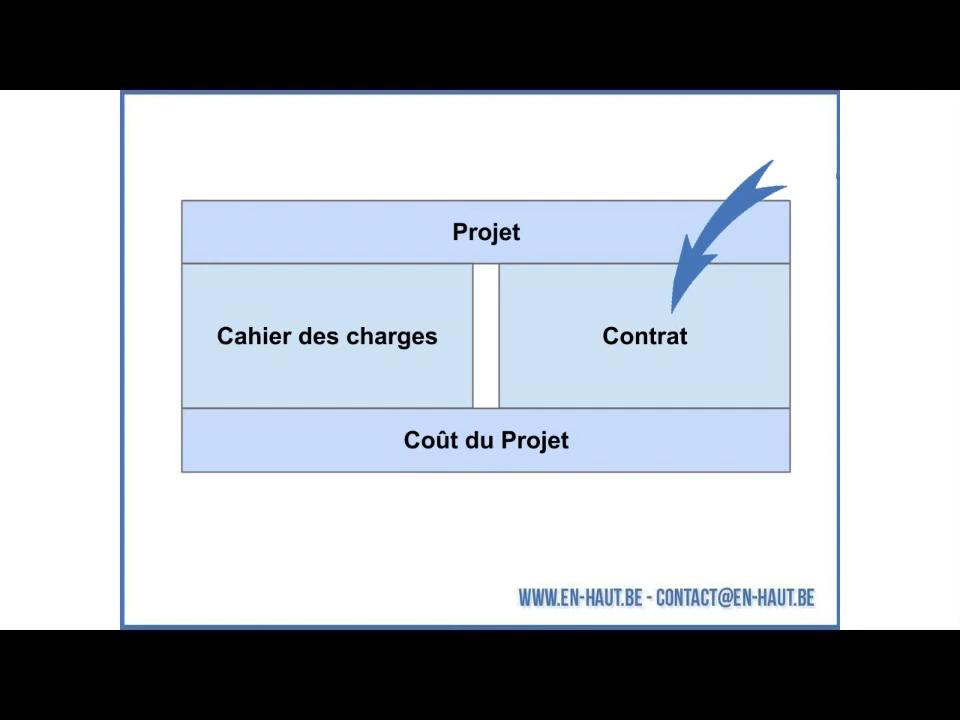 Projet
Cahier des charges
Contrat
Coût du Projet
WWW.EN-HAUT.BE - CONTACT@EN-HAUT.BE